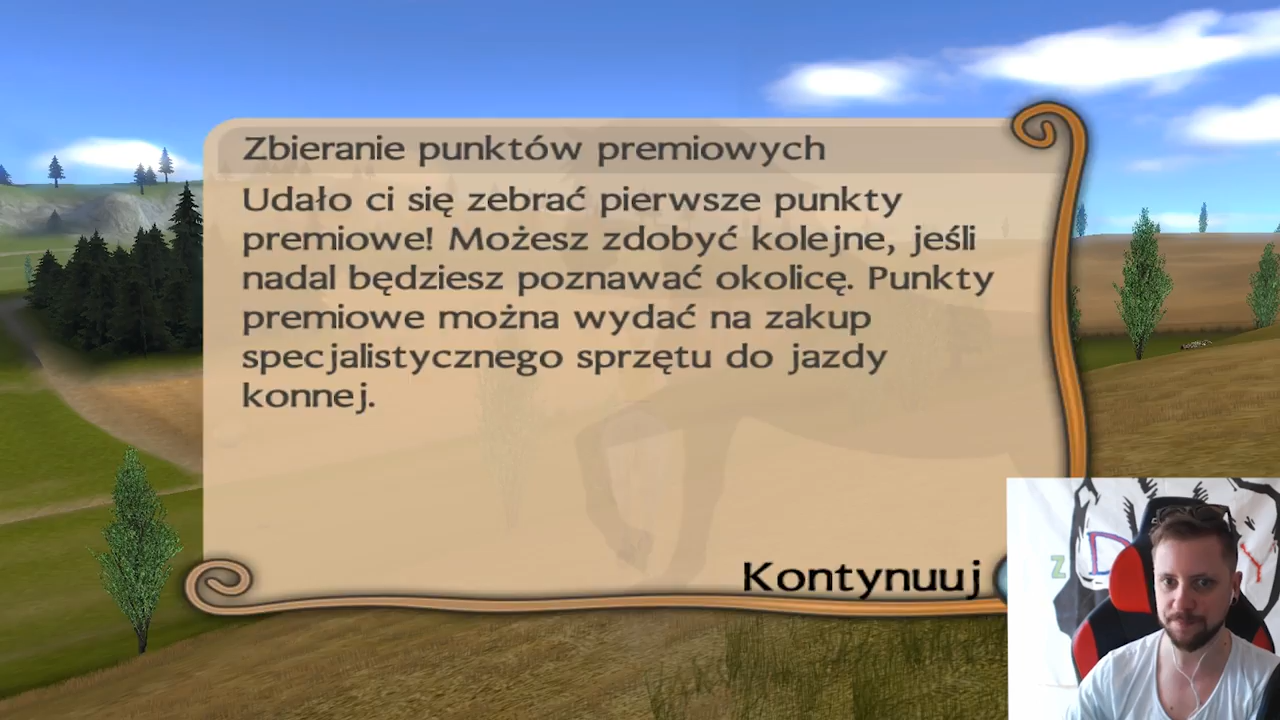 Zbieranie punktów premiowych
Udało ci się zebrać pierwsze punkty
premiowe! Możesz zdobyć kolejne, jeśli
nadal będziesz poznawać okolicę. Punkty
premiowe można wydać na zakup
specjalistycznego sprzętu do jazdy
konnej.
Kontynuuj